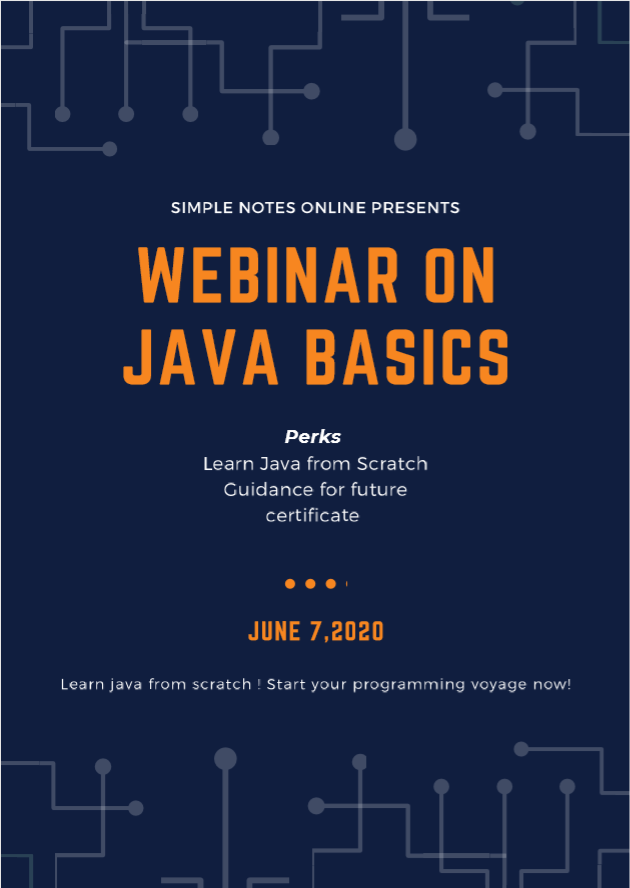 SIMPLE NOTES ONLINE PRESENTS
WEBINAR ON
JAVA BASICS
Perks
Learn Java from Scratch
Guidance for future
certificate
JUNE 7,2020
Learn java from scratch ! Start your programming voyage now!